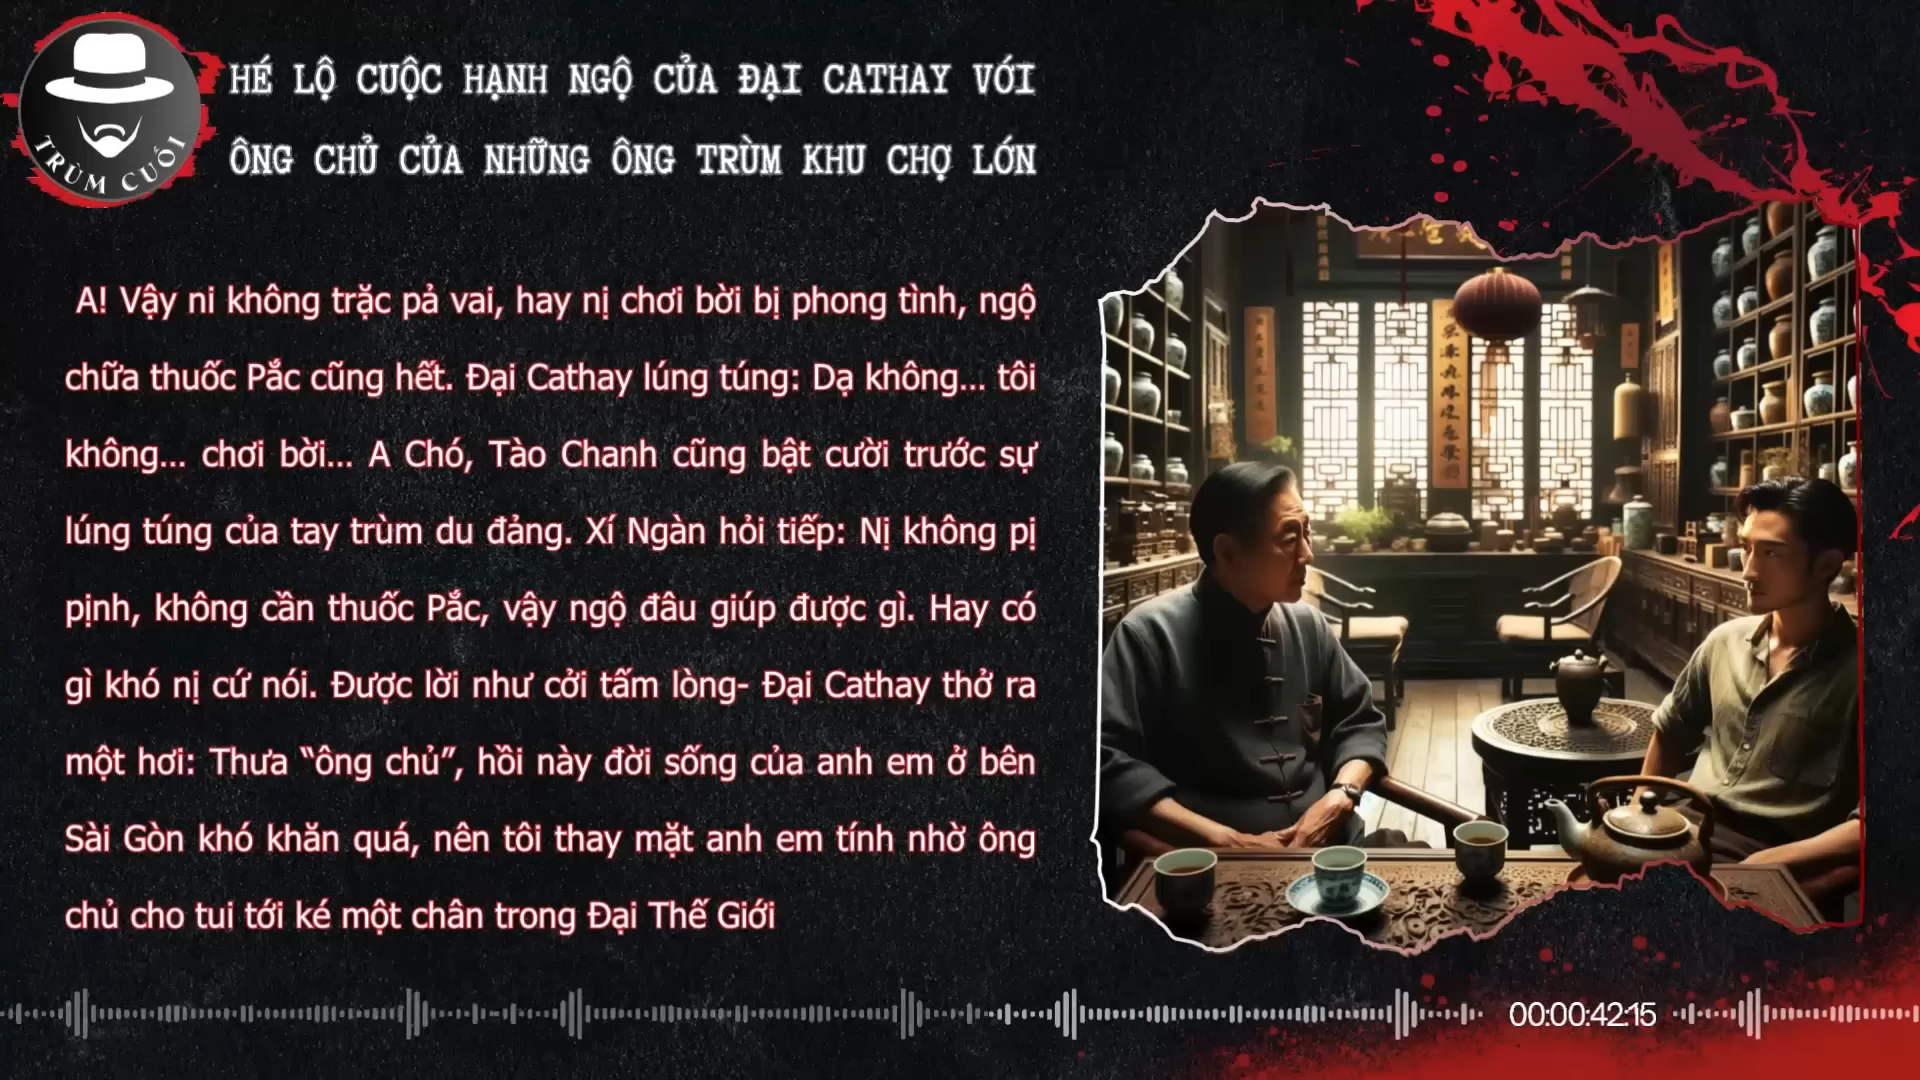 TRÙM CUỐI
HÉ LỘ CUỘC HẠNH NGỘ CỦA ĐẠI CATHAY VỚI
ÔNG CHỦ CỦA NHỮNG ÔNG TRÙM KHU CHỢ LỚN
A! Vậy ni không trặc pả vai, hay nị chơi bời bị phong tình, ngộ
chữa thuốc Pắc cũng hết. Đại Cathay lúng túng: Dạ không... tôi
không... chơi bời... A Chó, Tào Chanh cũng bật cười trước sự
lúng túng của tay trùm du đảng. Xí Ngàn hỏi tiếp: Nị không pị
pịnh, không cần thuốc Pắc, vậy ngộ đâu giúp được gì. Hay có
gì khó nị cứ nói. Được lời như cởi tấm lòng- Đại Cathay thở ra
một hơi: Thưa “ông chủ”, hồi này đời sống của anh em ở bên
Sài Gòn khó khăn quá, nên tôi thay mặt anh em tính nhờ ông
chủ cho tui tới ké một chân trong Đại Thế Giới
00:00:42:15